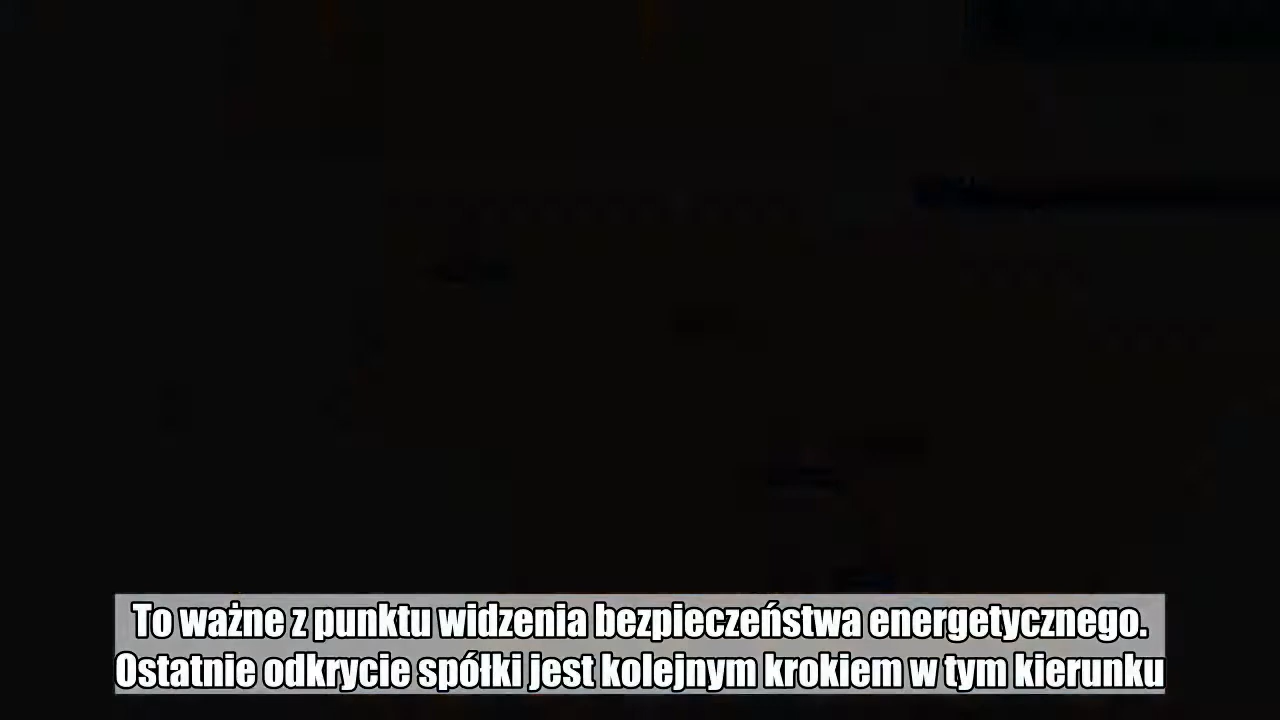 To ważne z punktu widzenia bezpieczeństwa energetycznego.
Ostatnie odkrycie spółki jest kolejnym krokiem w tym kierunku